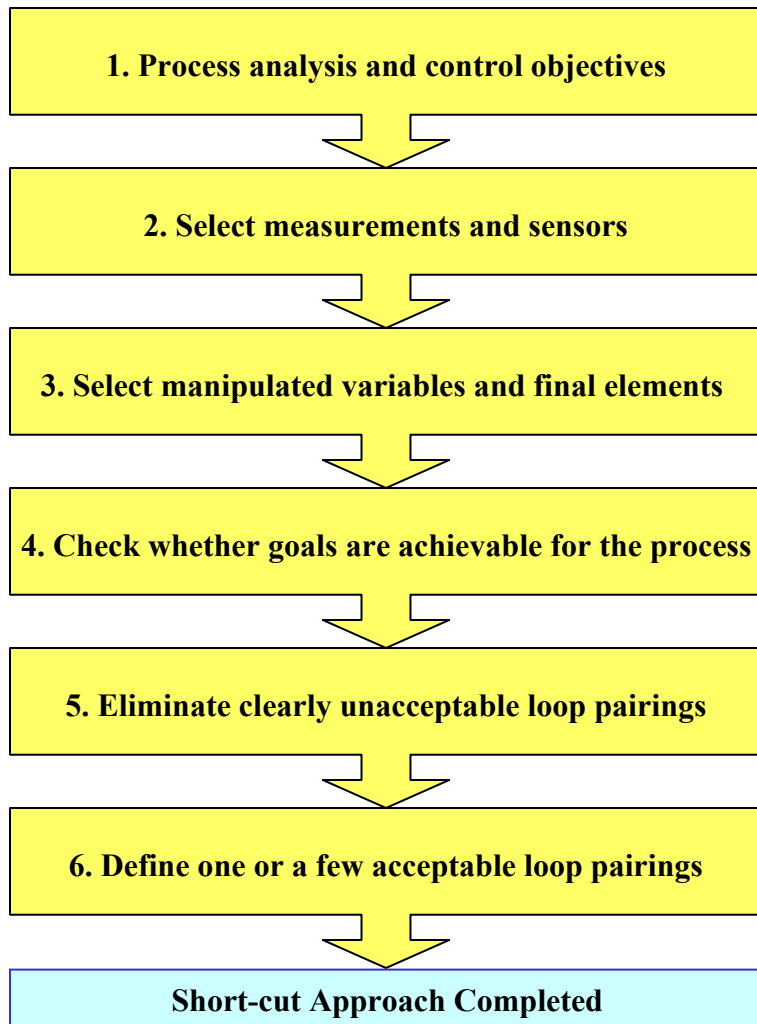 1. Process analysis and control objectives
2. Select measurements and sensors
3. Select manipulated variables and final elements
4. Check whether goals are achievable for the process
5. Eliminate clearly unacceptable loop pairings
6. Define one or a few acceptable loop pairings
Short-cut Approach Completed